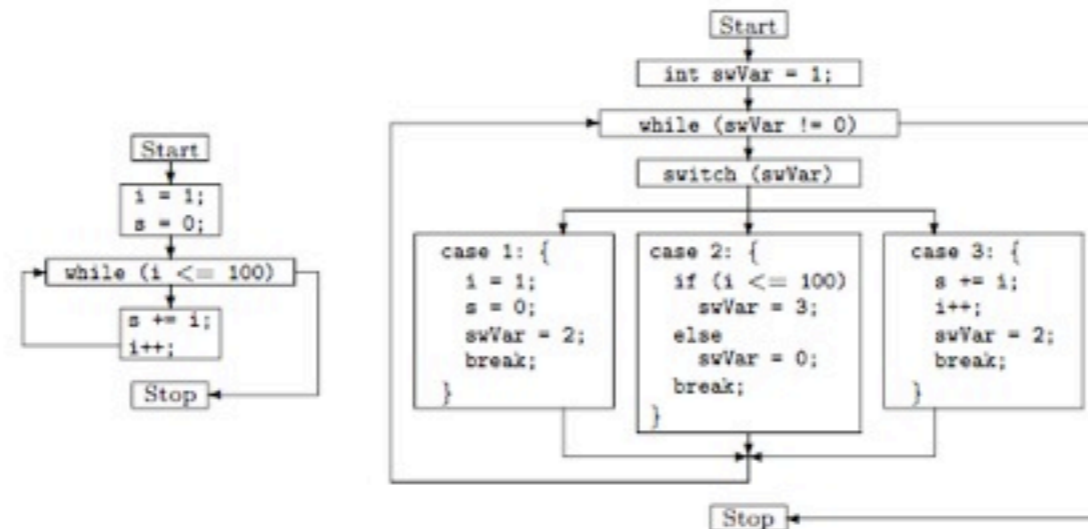 Start
i = 1;
s = 0;
while (i <= 100)
s += i;
i++;
Stop
Start
int swVar = 1;
while (swVar != 0)
switch (swVar)
case 1: {
i = 1;
s = 0;
swVar = 2;
break;
}
case 2: {
if (i <= 100)
swVar = 3;
else
swVar = 0;
break;
}
case 3: {
s += i;
i++;
swVar = 2;
break;
}
Stop